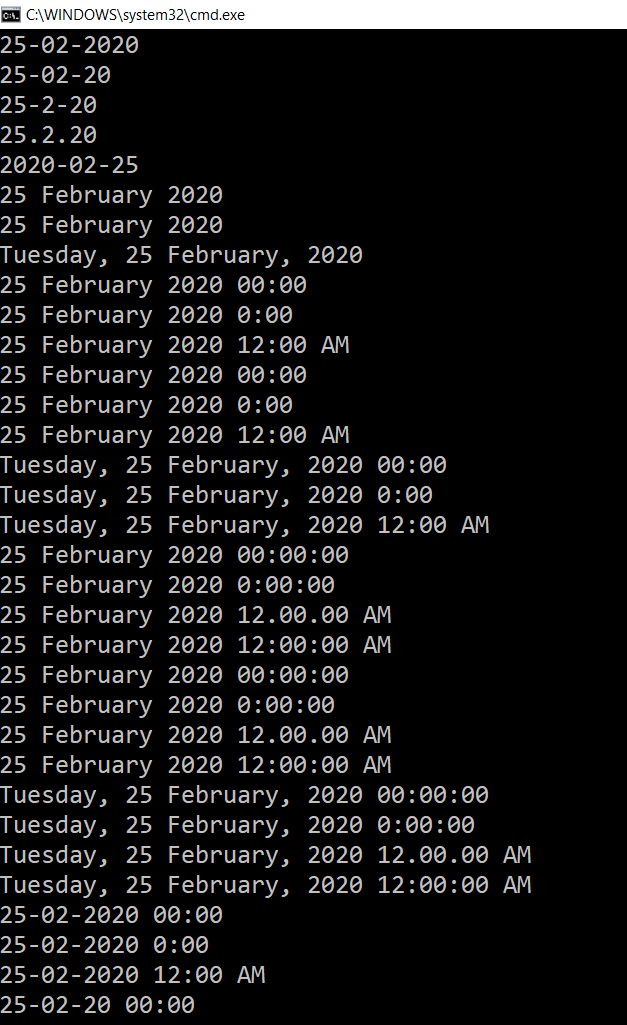 C:\WINDOWS\system32\cmd.exe
25-02-2020
25-02-20
25-2-20
25.2.20
2020-02-25
25 February 2020
25 February 2020
Tuesday, 25 February, 2020
25 February 2020 00:00
25 February 2020 0:00
25 February 2020 12:00 AM
25 February 2020 00:00
25 February 2020 0:00
25 February 2020 12:00 AM
Tuesday, 25 February, 2020 00:00
Tuesday, 25 February, 2020 0:00
Tuesday, 25 February, 2020 12:00 AM
25 February 2020 00:00:00
25 February 2020 0:00:00
25 February 2020 12.00.00 AM
25 February 2020 12:00:00 AM
25 February 2020 00:00:00
25 February 2020 0:00:00
25 February 2020 12.00.00 AM
25 February 2020 12:00:00 AM
Tuesday, 25 February, 2020 00:00:00
Tuesday, 25 February, 2020 0:00:00
Tuesday, 25 February, 2020 12.00.00 AM
Tuesday, 25 February, 2020 12:00:00 AM
25-02-2020 00:00
25-02-2020 0:00
25-02-2020 12:00 AM
25-02-20 00:00